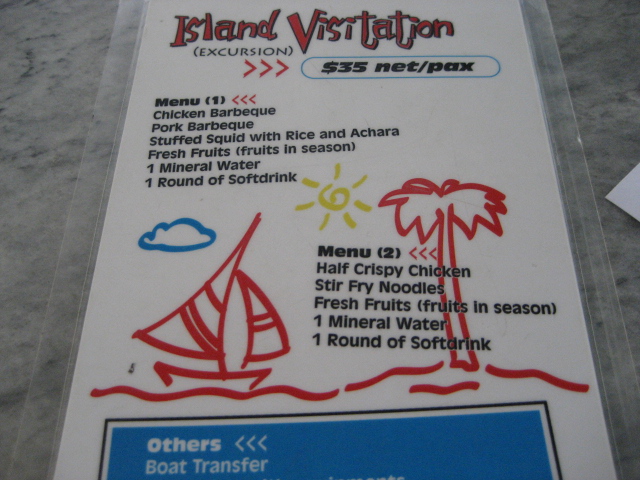 Island Visitation
(EXCURSION)
>>> $35 net/pax
Menu (1) <<<
Chicken Barbeque
Pork Barbeque
Stuffed Squid with Rice and Achara
Fresh Fruits (fruits in season)
1 Mineral Water
1 Round of Softdrink
Menu (2) <<<
Half Crispy Chicken
Stir Fry Noodles
Fresh Fruits (fruits in season)
1 Mineral Water
1 Round of Softdrink
Others <<<
Boat Transfer